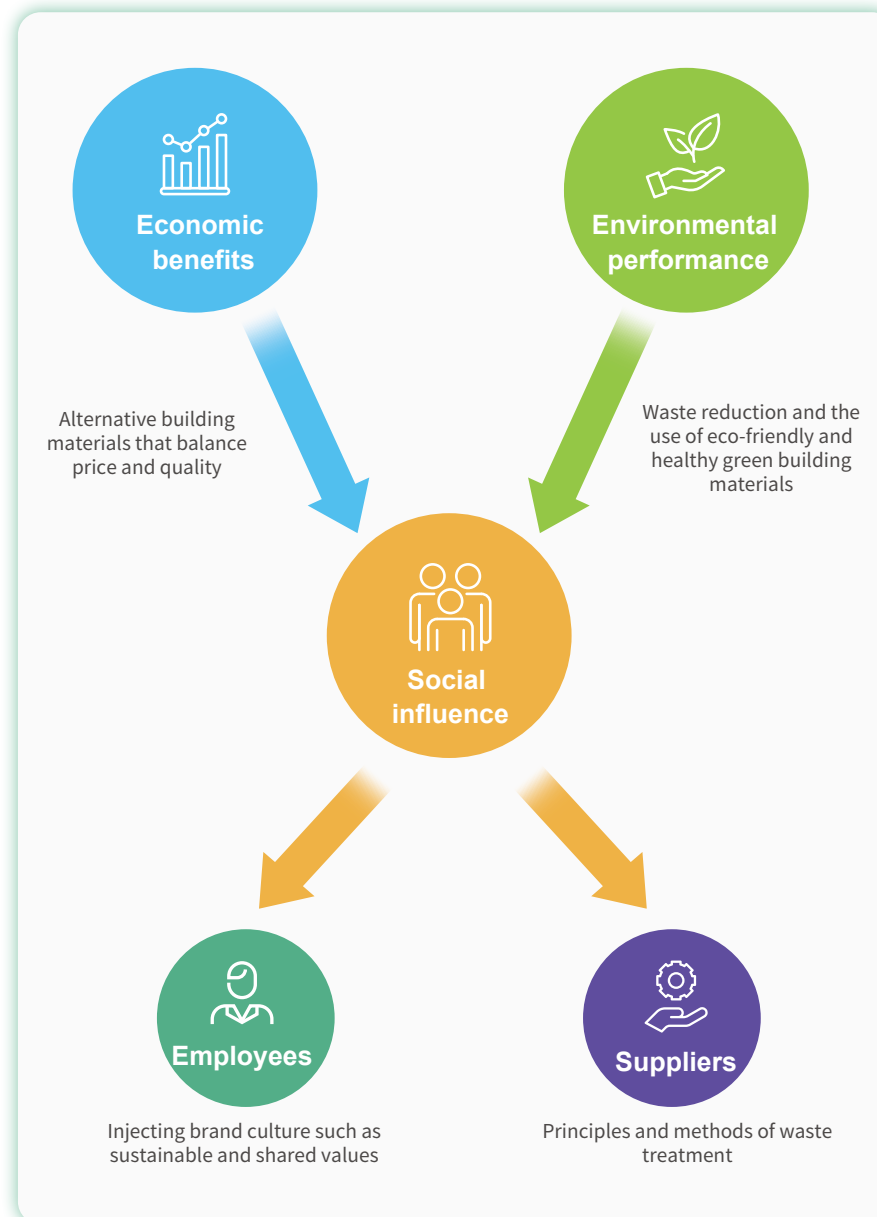 Economic
benefits
Environmental
performance
Alternative building
materials that balance
price and quality
Waste reduction and the
use of eco-friendly and
healthy green building
materials
Social
influence
Employees
Suppliers
Injecting brand culture such as
sustainable and shared values
Principles and methods of waste
treatment